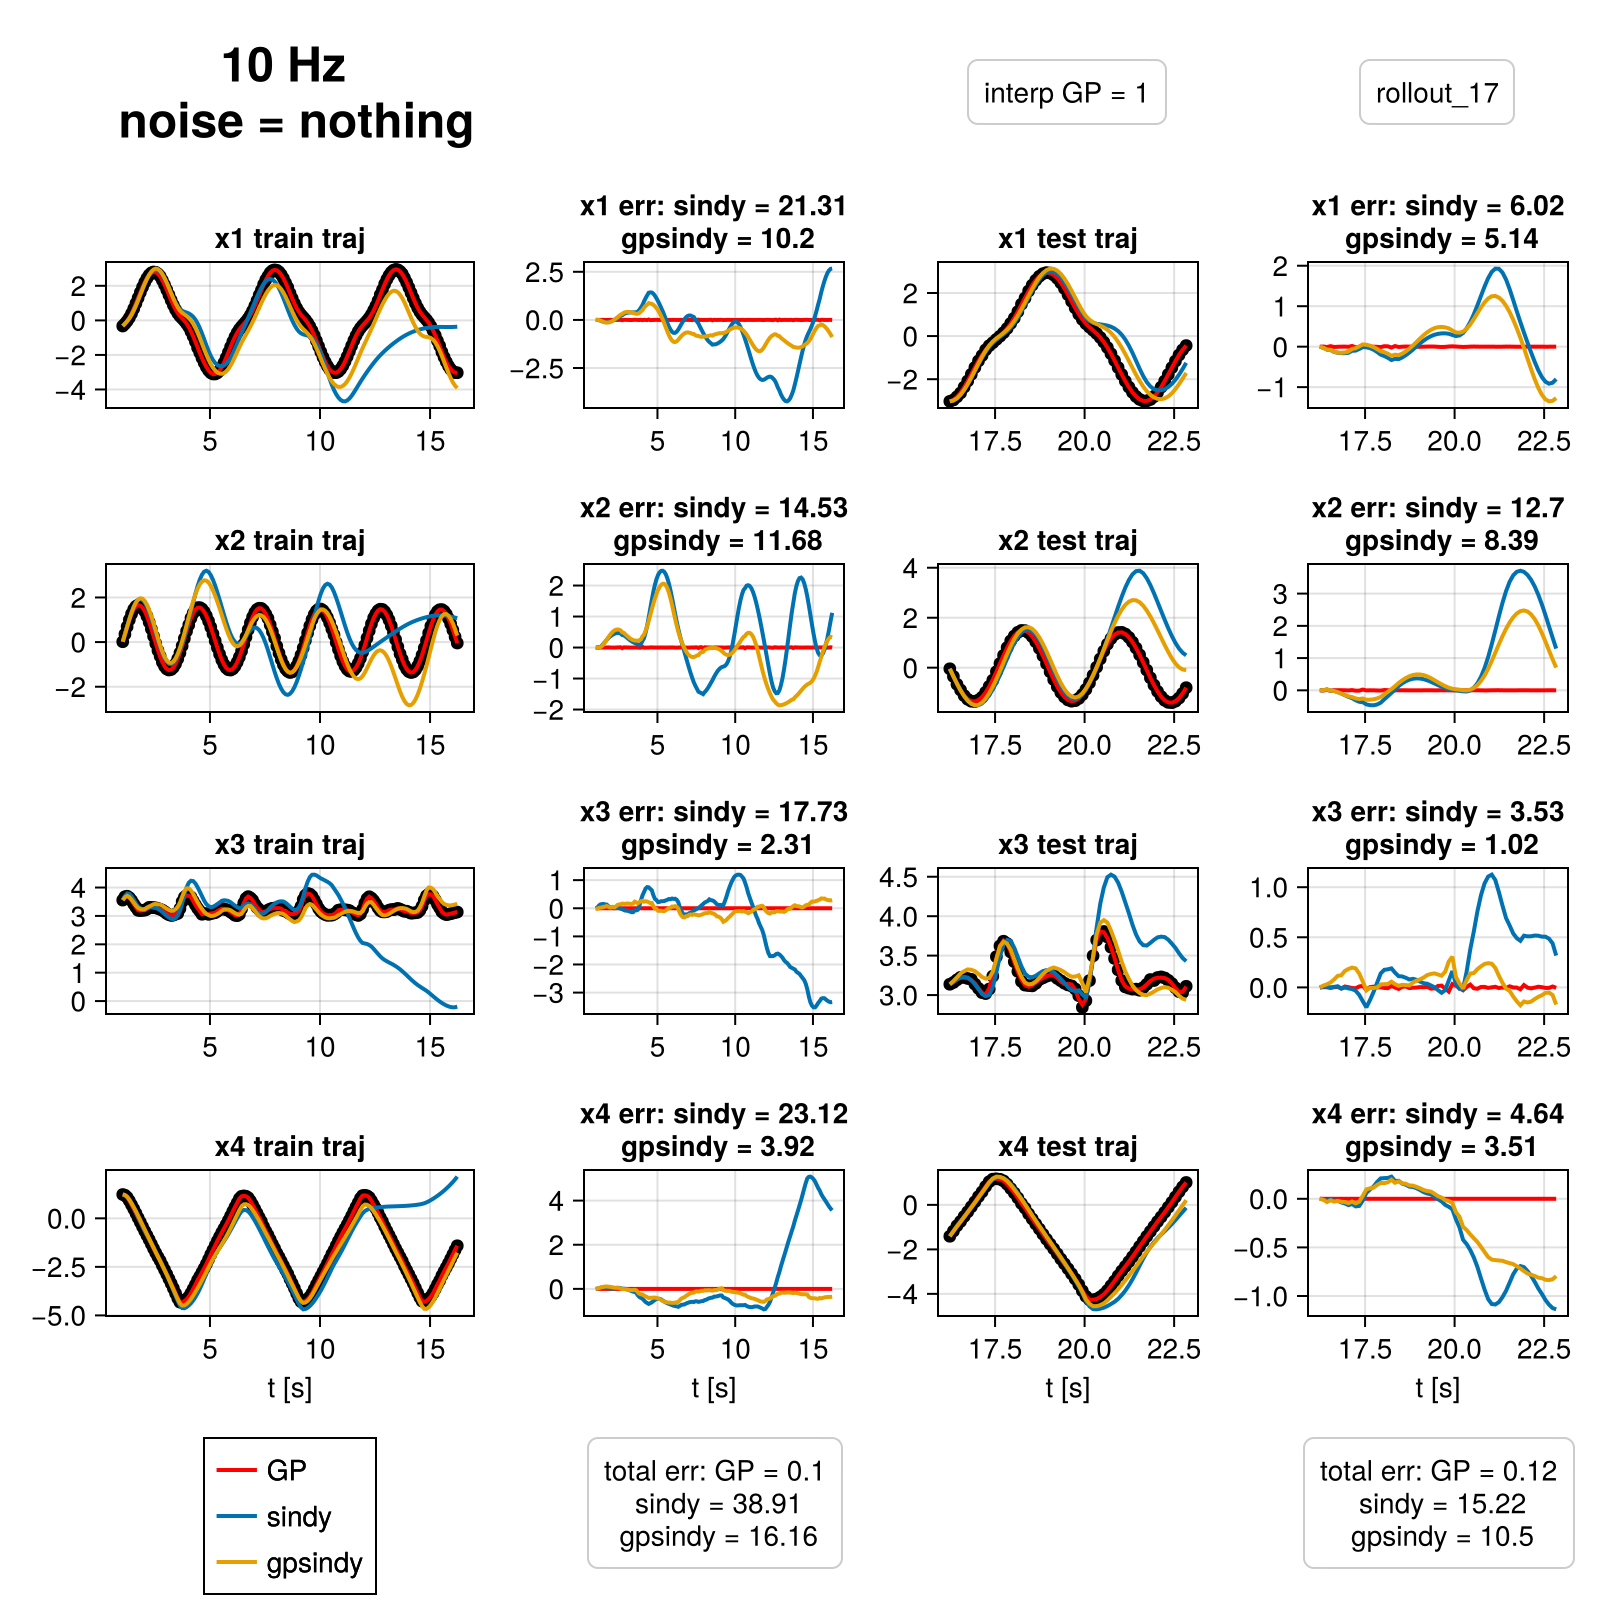 10 Hz
noise = nothing
interp GP = 1
rollout_17
x1 train traj
2
0
−2
−4
5
10
15
x1 err: sindy = 21.31
gpsindy = 10.2
2.5
0.0
−2.5
5
10
15
x1 test traj
2
0
−2
17.5
20.0
22.5
x1 err: sindy = 6.02
gpsindy = 5.14
2
1
0
−1
17.5
20.0
22.5
x2 train traj
2
0
−2
5
10
15
x2 err: sindy = 14.53
gpsindy = 11.68
2
1
0
−1
−2
5
10
15
x2 test traj
4
2
0
17.5
20.0
22.5
x2 err: sindy = 12.7
gpsindy = 8.39
3
2
1
0
17.5
20.0
22.5
x3 train traj
4
3
2
1
0
5
10
15
x3 err: sindy = 17.73
gpsindy = 2.31
1
0
−1
−2
−3
5
10
15
x3 test traj
4.5
4.0
3.5
3.0
17.5
20.0
22.5
x3 err: sindy = 3.53
gpsindy = 1.02
1.0
0.5
0.0
17.5
20.0
22.5
x4 train traj
0.0
−2.5
−5.0
5
10
15
t [s]
x4 err: sindy = 23.12
gpsindy = 3.92
4
2
0
5
10
15
t [s]
x4 test traj
0
−2
−4
17.5
20.0
22.5
t [s]
x4 err: sindy = 4.64
gpsindy = 3.51
0.0
−0.5
−1.0
17.5
20.0
22.5
t [s]
GP
sindy
gpsindy
total err: GP = 0.1
sindy = 38.91
gpsindy = 16.16
total err: GP = 0.12
sindy = 15.22
gpsindy = 10.5